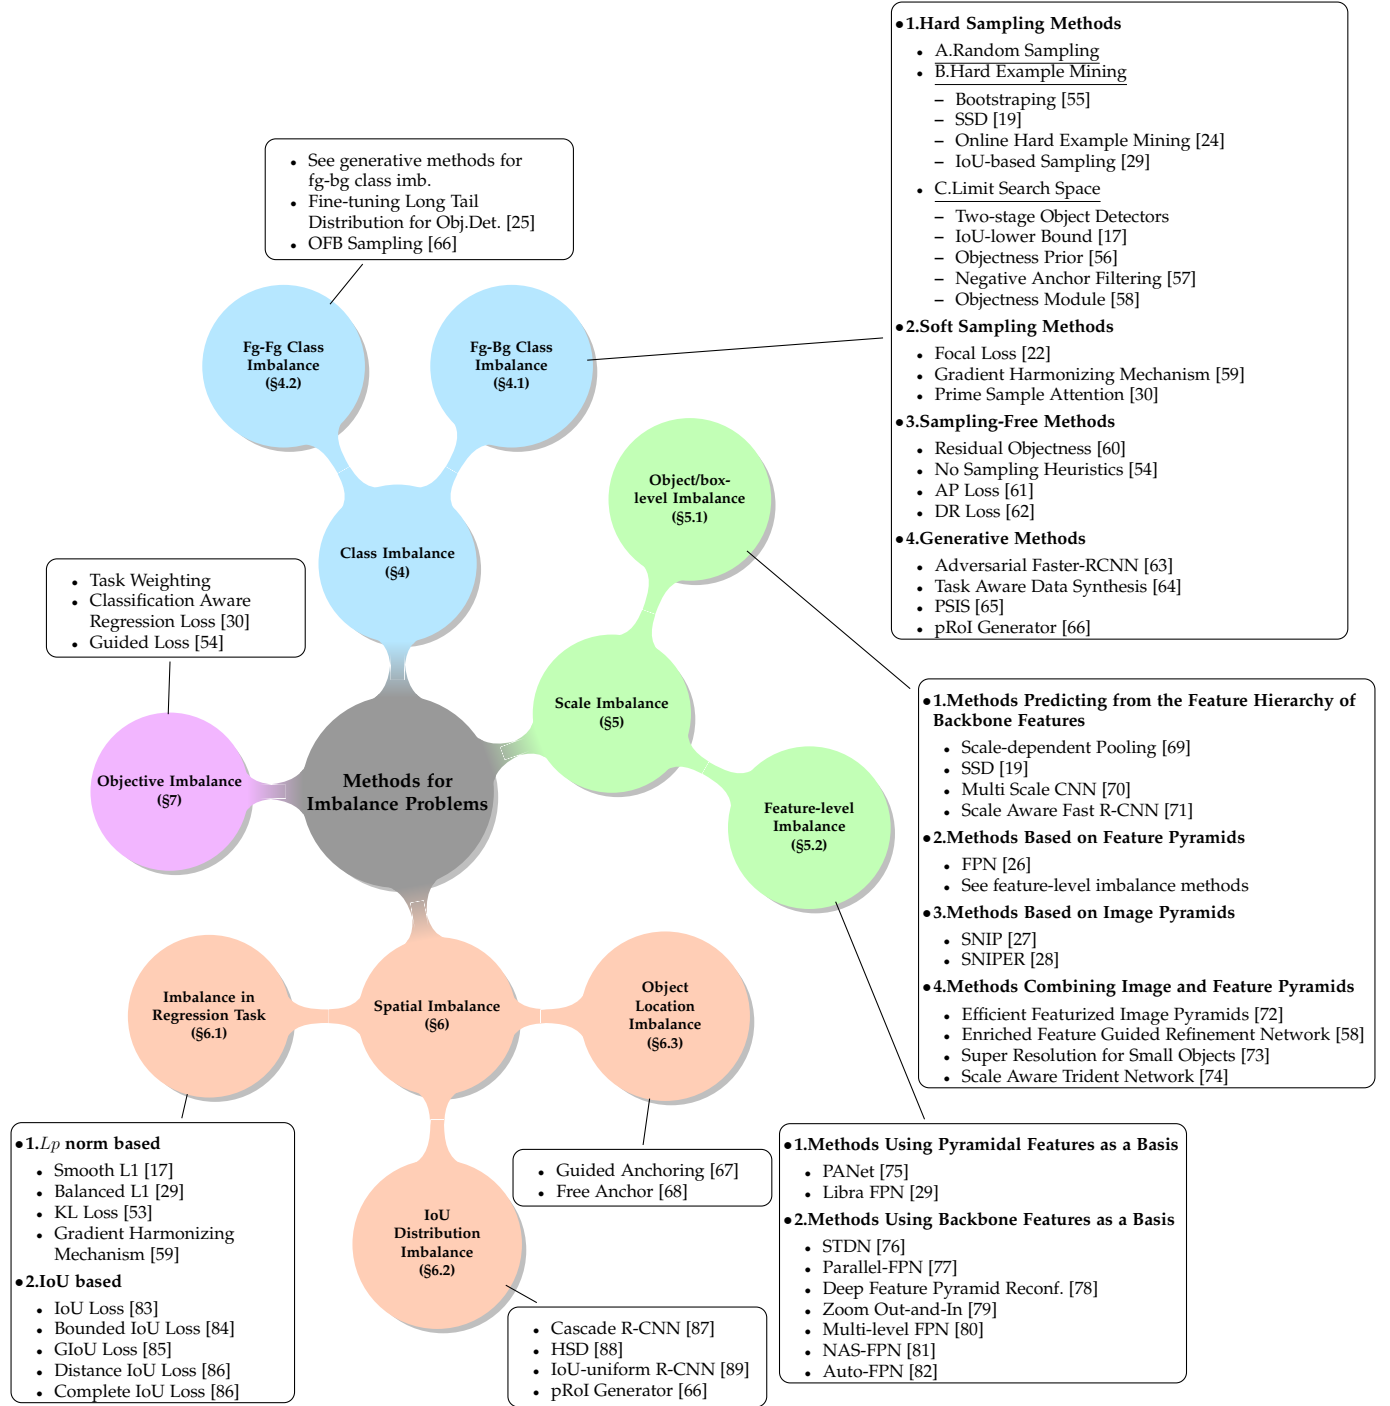 •1.Hard Sampling Methods
• A.Random Sampling
• B.Hard Example Mining
– Bootstraping [55]
– SSD [19]
– Online Hard Example Mining [24]
– IoU-based Sampling [29]
• C.Limit Search Space
– Two-stage Object Detectors
– IoU-lower Bound [17]
– Objectness Prior [56]
– Negative Anchor Filtering [57]
– Objectness Module [58]
•2.Soft Sampling Methods
• Focal Loss [22]
• Gradient Harmonizing Mechanism [59]
• Prime Sample Attention [30]
•3.Sampling-Free Methods
• Residual Objectness [60]
• No Sampling Heuristics [54]
• AP Loss [61]
• DR Loss [62]
•4.Generative Methods
• Adversarial Faster-RCNN [63]
• Task Aware Data Synthesis [64]
• PSIS [65]
• pRoI Generator [66]
• See generative methods for
fg-bg class imb.
• Fine-tuning Long Tail
Distribution for Obj.Det. [25]
• OFB Sampling [66]
Fg-Fg Class
Imbalance
(§4.2)
Fg-Bg Class
Imbalance
(§4.1)
Class Imbalance
(§4)
Object/box-
level Imbalance
(§5.1)
Scale Imbalance
(§5)
Feature-level
Imbalance
(§5.2)
• Task Weighting
• Classification Aware
Regression Loss [30]
• Guided Loss [54]
Objective Imbalance
(§7)
Methods for
Imbalance Problems
•1.Methods Predicting from the Feature Hierarchy of
Backbone Features
• Scale-dependent Pooling [69]
• SSD [19]
• Multi Scale CNN [70]
• Scale Aware Fast R-CNN [71]
•2.Methods Based on Feature Pyramids
• FPN [26]
• See feature-level imbalance methods
•3.Methods Based on Image Pyramids
• SNIP [27]
• SNIPER [28]
•4.Methods Combining Image and Feature Pyramids
• Efficient Featurized Image Pyramids [72]
• Enriched Feature Guided Refinement Network [58]
• Super Resolution for Small Objects [73]
• Scale Aware Trident Network [74]
Imbalance in
Regression Task
(§6.1)
Spatial Imbalance
(§6)
Object
Location
Imbalance
(§6.3)
IoU
Distribution
Imbalance
(§6.2)
•1.Lp norm based
• Smooth L1 [17]
• Balanced L1 [29]
• KL Loss [53]
• Gradient Harmonizing
Mechanism [59]
•2.IoU based
• IoU Loss [83]
• Bounded IoU Loss [84]
• GIoU Loss [85]
• Distance IoU Loss [86]
• Complete IoU Loss [86]
• Guided Anchoring [67]
• Free Anchor [68]
• Cascade R-CNN [87]
• HSD [88]
• IoU-uniform R-CNN [89]
• pRoI Generator [66]
•1.Methods Using Pyramidal Features as a Basis
• PANet [75]
• Libra FPN [29]
•2.Methods Using Backbone Features as a Basis
• STDN [76]
• Parallel-FPN [77]
• Deep Feature Pyramid Reconf. [78]
• Zoom Out-and-In [79]
• Multi-level FPN [80]
• NAS-FPN [81]
• Auto-FPN [82]